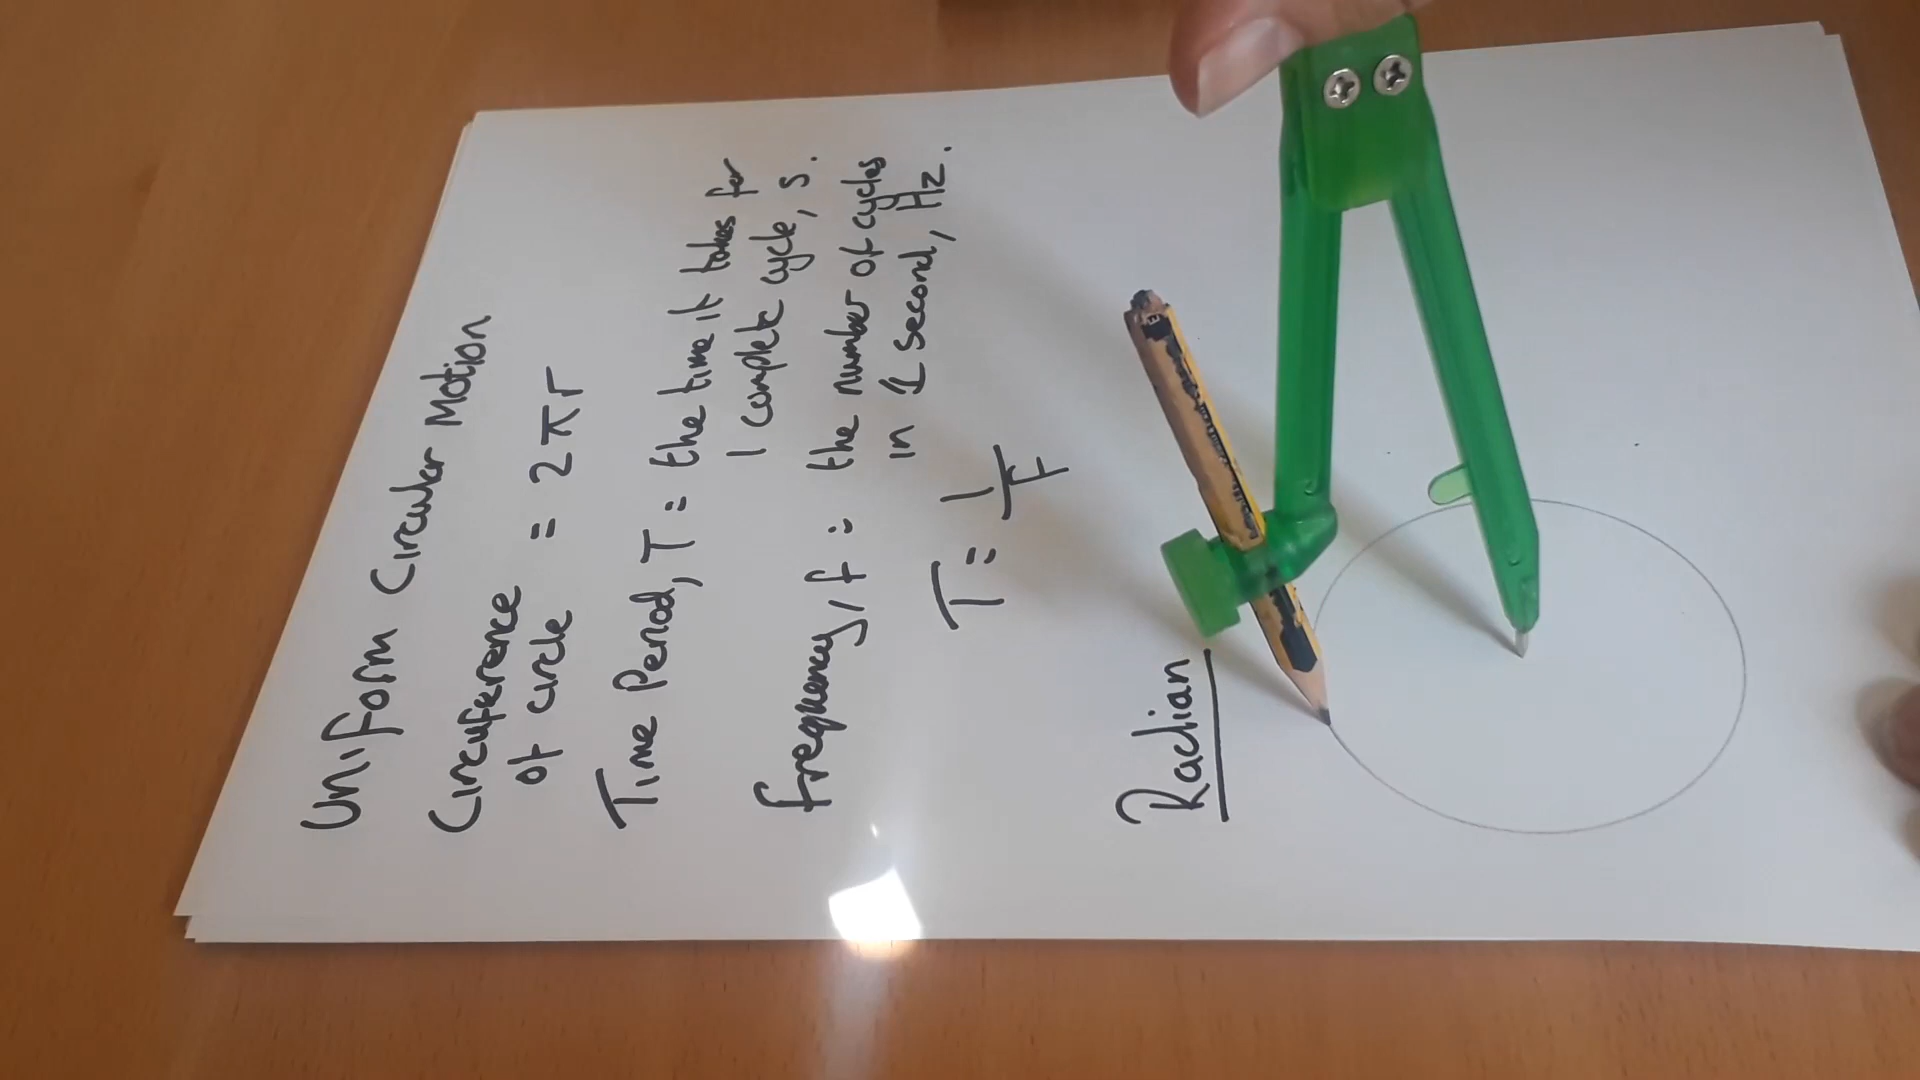 Uniform Circular Motion
Circumference
of circle = 2πr
Time Period, T = the time it takes for
1 complete cycle, s.
frequency, f = the number of cycles
in 1 second, Hz.
T = 1/f
Radian